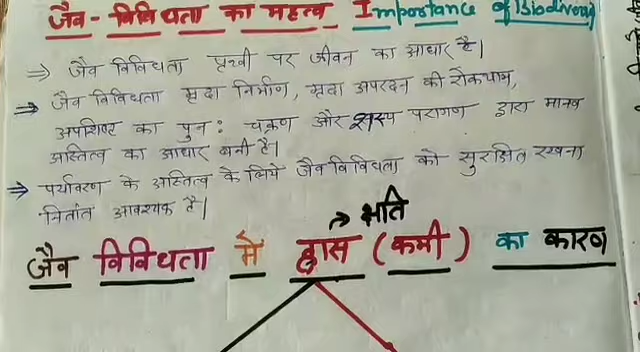 जैव - विविधता का महत्व Importance of Biodiversity
⇒ जैव विविधता पृथ्वी पर जीवन का आधार है।
⇒ जैव विविधता मृदा निर्माण, मृदा अपरदन की रोकथाम,
अपशिष्ट का पुन: चक्रण और शस्य परागण द्वारा मानव
अस्तित्व का आधार बनी है।
⇒ पर्यावरण के अस्तित्व के लिये जैव विविधता को सुरक्षित रखना
नितांत आवश्यक है।
→ क्षति
जैव विविधता में ह्रास (कमी) का कारण